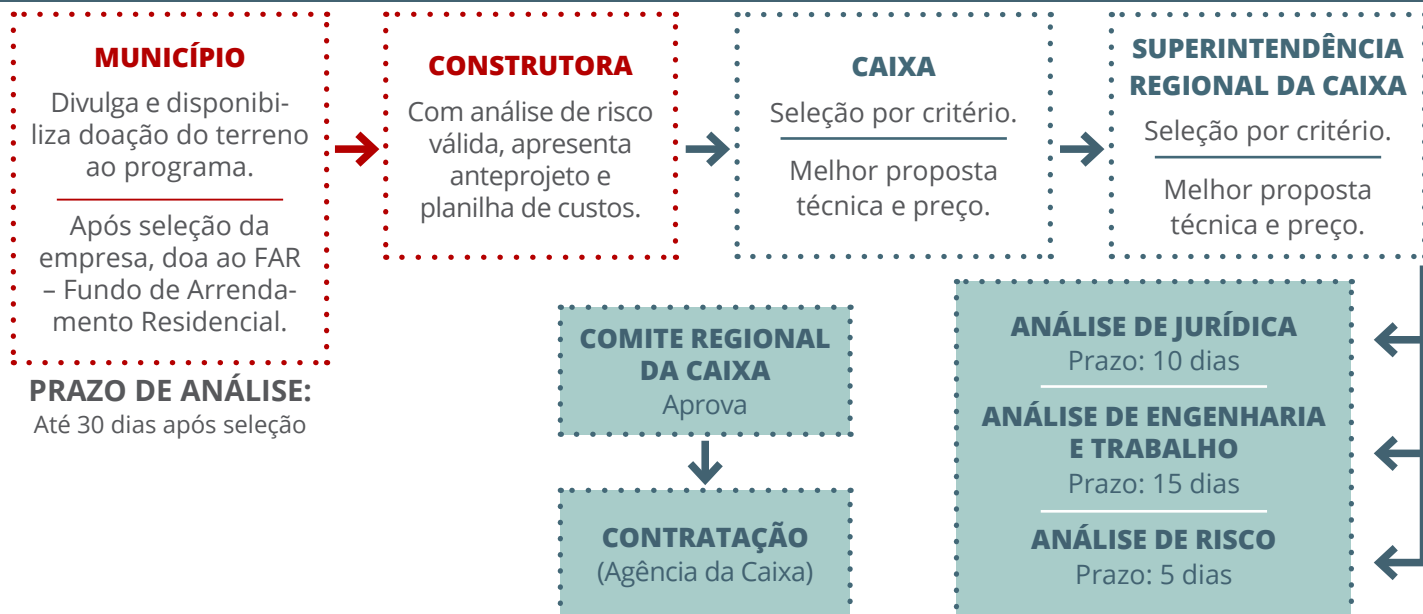 MUNICÍPIO
Divulga e disponibi-
liza doação do terreno
ao programa.
Após seleção da
empresa, doa ao FAR
– Fundo de Arrenda-
mento Residencial.
PRAZO DE ANÁLISE:
Até 30 dias após seleção
CONSTRUTORA
Com análise de risco
válida, apresenta
anteprojeto e
planilha de custos.
CAIXA
Seleção por critério.
Melhor proposta
técnica e preço.
SUPERINTENDÊNCIA
REGIONAL DA CAIXA
Seleção por critério.
Melhor proposta
técnica e preço.
ANÁLISE DE JURÍDICA
Prazo: 10 dias
ANÁLISE DE ENGENHARIA
E TRABALHO
Prazo: 15 dias
ANÁLISE DE RISCO
Prazo: 5 dias
COMITE REGIONAL
DA CAIXA
Aprova
CONTRATAÇÃO
(Agência da Caixa)